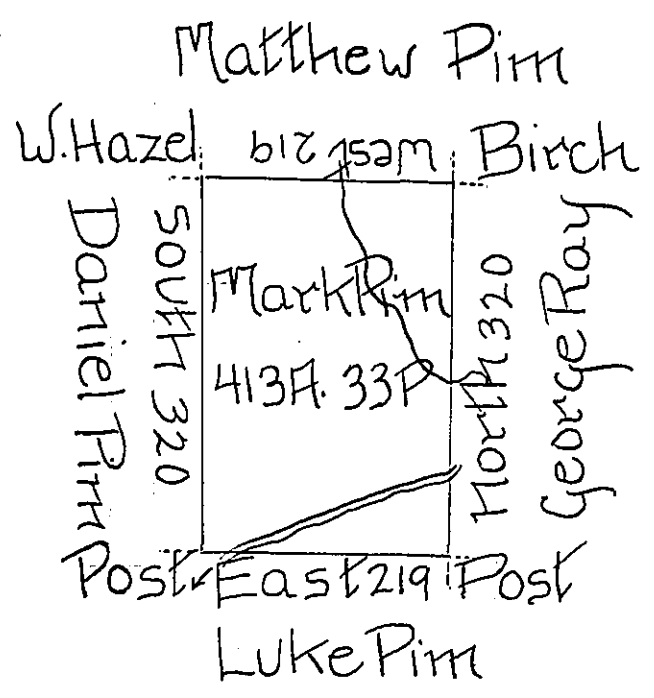 Matthew Pim
W. Hazel West 219 Birch
Daniel Pim
South 320
Mark Pim
413A. 33P
North 320
George Ray
Post East 219 Post
Luke Pim